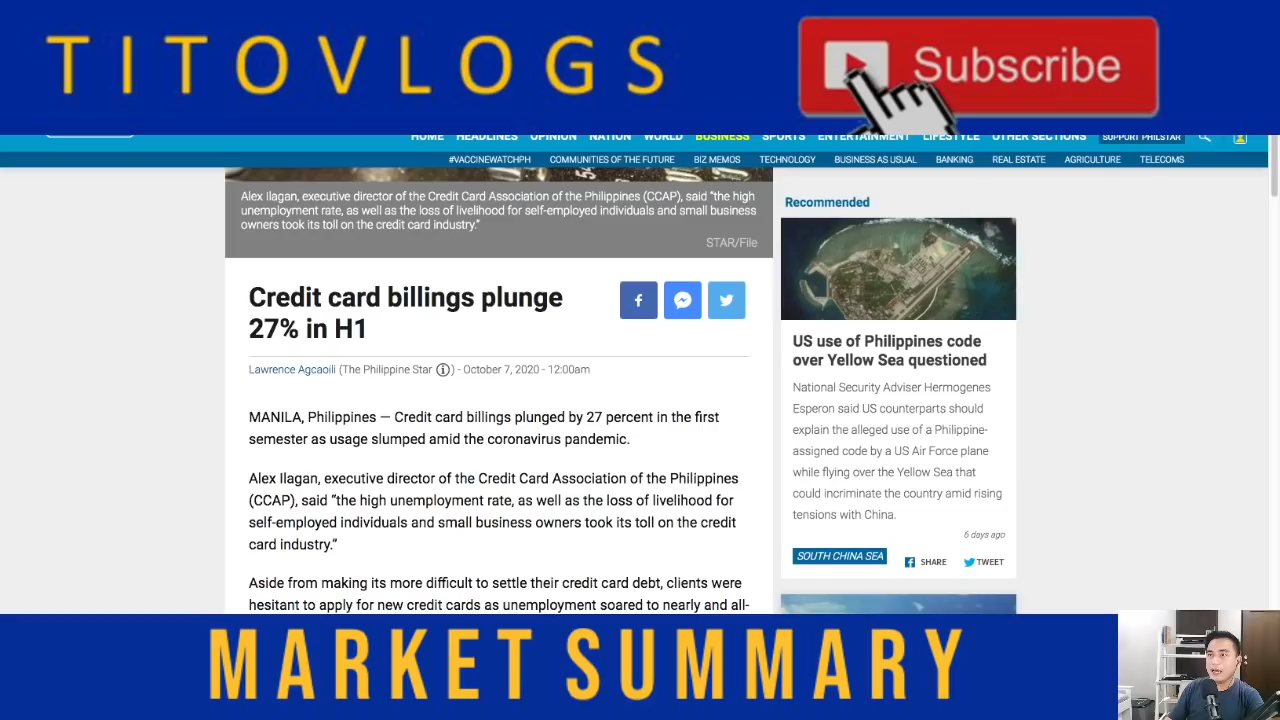 TITOVLOGS
Subscribe
HOME HEADLINES OPINION NATION WORLD BUSINESS SPORTS ENTERTAINMENT LIFESTYLE OTHER SECTIONS SUPPORT PHILSTAR
#VACCINEWATCHPH COMMUNITIES OF THE FUTURE BIZ MEMOS TECHNOLOGY BUSINESS AS USUAL BANKING REAL ESTATE AGRICULTURE TELECOMS
Alex Ilagan, executive director of the Credit Card Association of the Philippines (CCAP), said “the high
unemployment rate, as well as the loss of livelihood for self-employed individuals and small business
owners took its toll on the credit card industry.”
STAR/File
Credit card billings plunge
27% in H1
Lawrence Agcaoili (The Philippine Star ) - October 7, 2020 - 12:00am
MANILA, Philippines — Credit card billings plunged by 27 percent in the first
semester as usage slumped amid the coronavirus pandemic.
Alex Ilagan, executive director of the Credit Card Association of the Philippines
(CCAP), said “the high unemployment rate, as well as the loss of livelihood for
self-employed individuals and small business owners took its toll on the credit
card industry.”
Aside from making its more difficult to settle their credit card debt, clients were
hesitant to apply for new credit cards as unemployment soared to nearly and all-
Recommended
US use of Philippines code
over Yellow Sea questioned
National Security Adviser Hermogenes
Esperon said US counterparts should
explain the alleged use of a Philippine-
assigned code by a US Air Force plane
while flying over the Yellow Sea that
could incriminate the country amid rising
tensions with China.
6 days ago
SOUTH CHINA SEA SHARE TWEET
MARKET SUMMARY